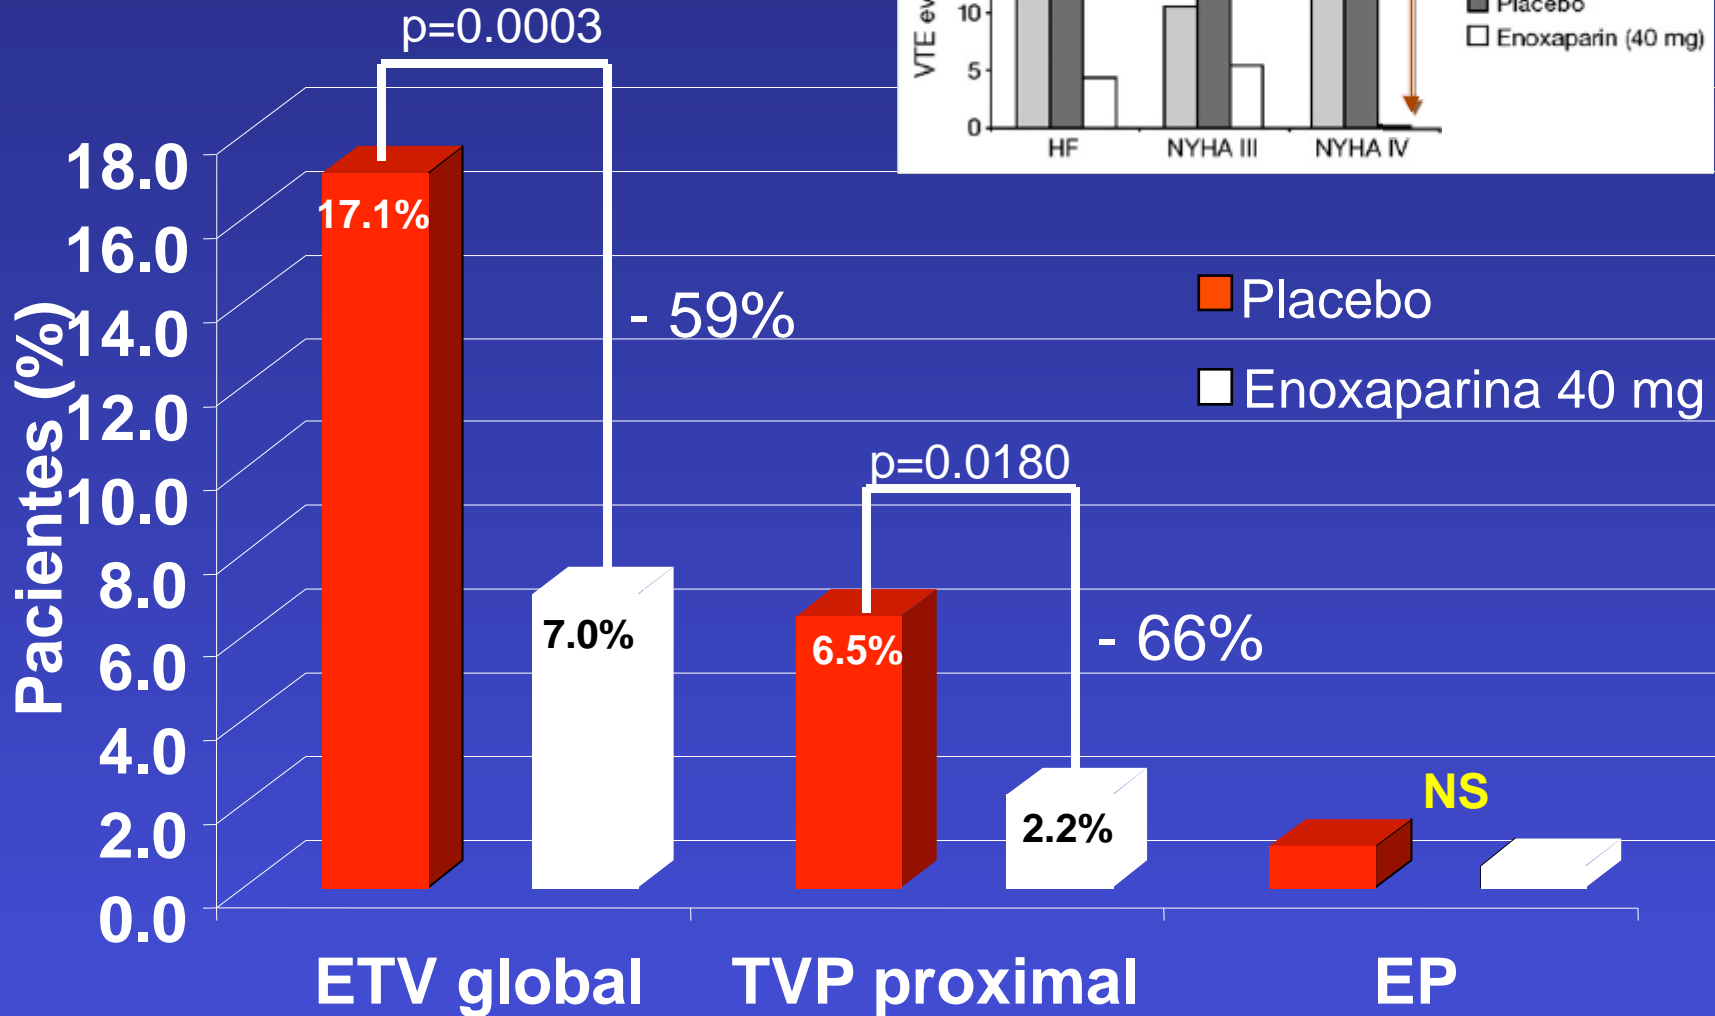 p=0.0003
VTE ev
10
5
0
HF
NYHA III
NYHA IV
Placebo
Enoxaparin (40 mg)
Pacientes (%)
18.0
16.0
14.0
12.0
10.0
8.0
6.0
4.0
2.0
0.0
17.1%
7.0%
- 59%
Placebo
Enoxaparina 40 mg
p=0.0180
6.5%
2.2%
- 66%
NS
ETV global
TVP proximal
EP